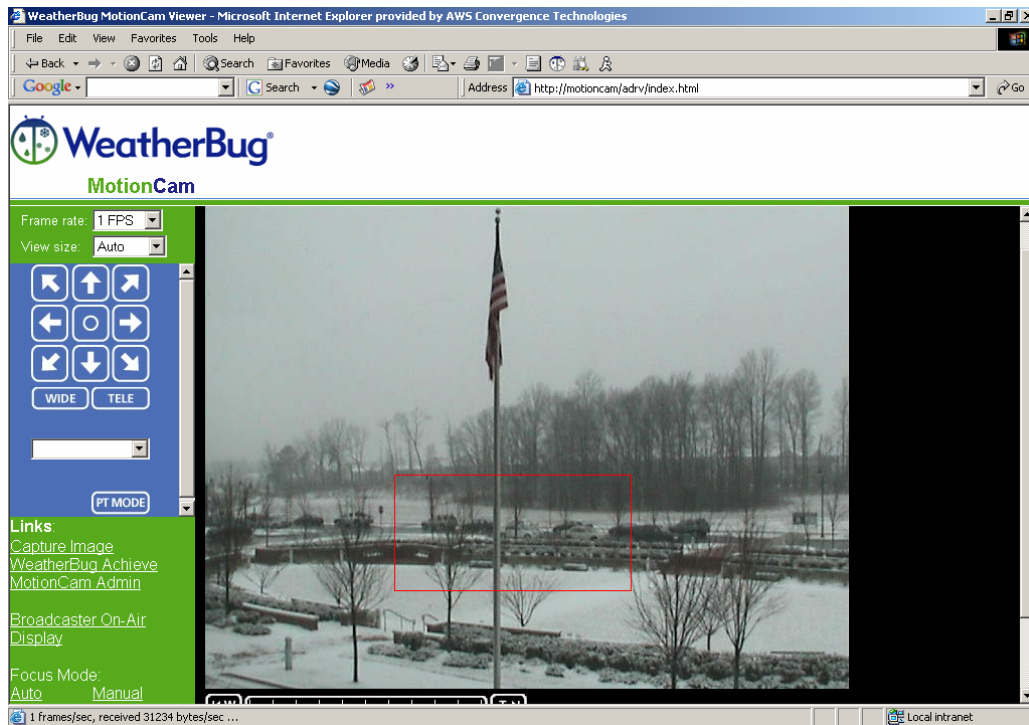 WeatherBug MotionCam Viewer - Microsoft Internet Explorer provided by AWS Convergence Technologies
File Edit View Favorites Tools Help
Back Search Favorites Media
Google Search » Address http://motioncam/adrv/index.html Go
WeatherBug®
MotionCam
Frame rate: 1 FPS
View size: Auto
WIDE TELE
PT MODE
Links:
Capture Image
WeatherBug Achieve
MotionCam Admin
Broadcaster On-Air
Display
Focus Mode:
Auto Manual
1 frames/sec, received 31234 bytes/sec ... Local intranet